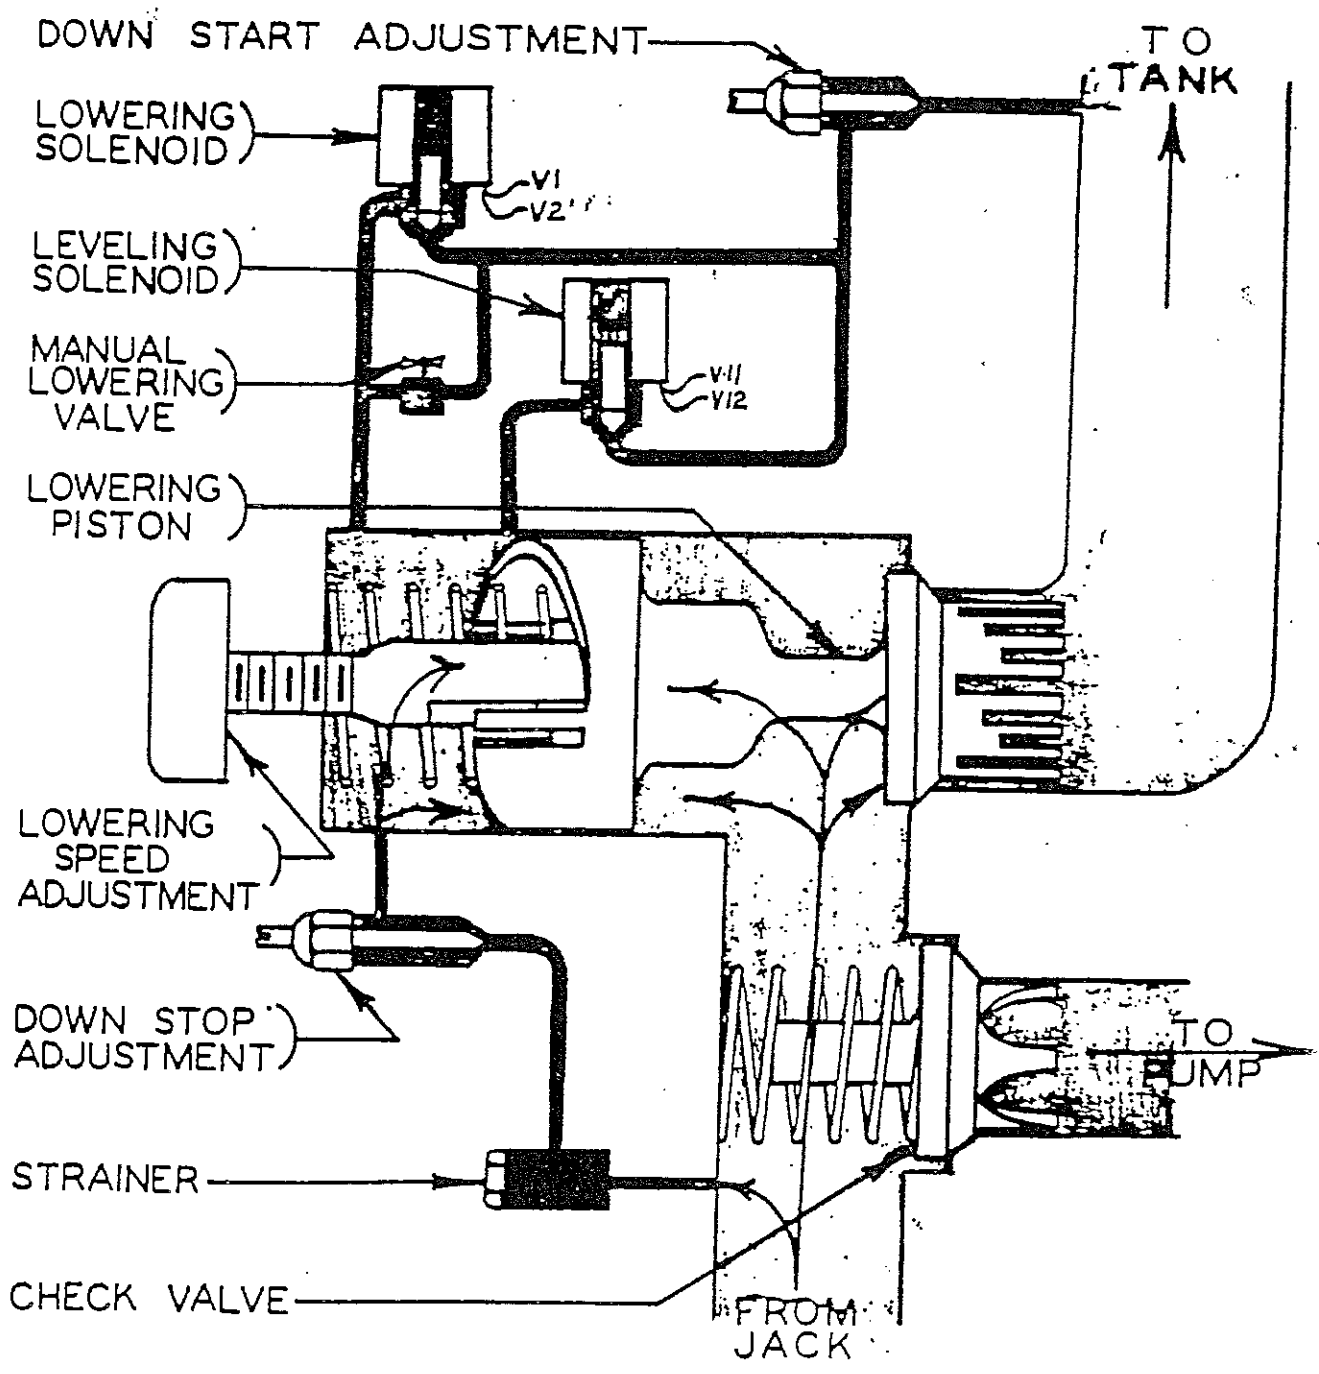 DOWN START ADJUSTMENT
TO
TANK
LOWERING
SOLENOID
V1
V2
LEVELING
SOLENOID
MANUAL
LOWERING
VALVE
V11
V12
LOWERING
PISTON
LOWERING
SPEED
ADJUSTMENT
DOWN STOP
ADJUSTMENT
TO
PUMP
STRAINER
CHECK VALVE
FROM
JACK